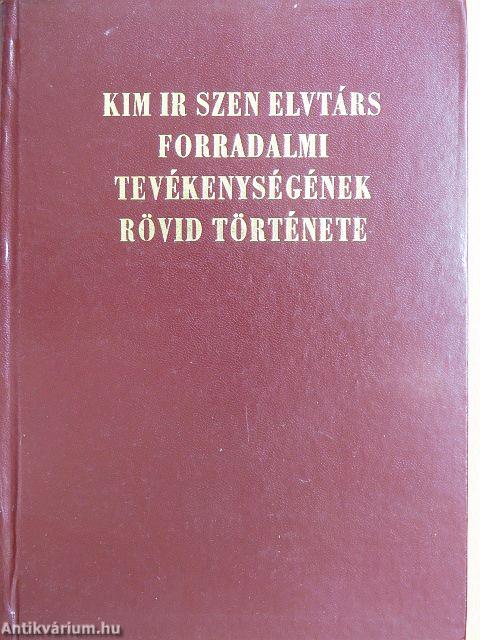 KIM IR SZEN ELVTÁRS
FORRADALMI
TEVÉKENYSÉGÉNEK
RÖVID TÖRTÉNETE
Antikvárium.hu